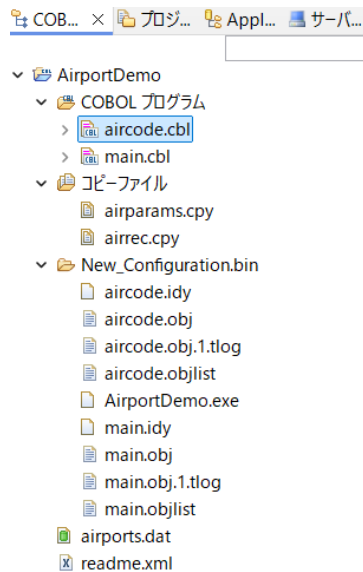 COB... プロジ... Appl... サーバ...
AirportDemo
COBOL プログラム
aircode.cbl
main.cbl
コピーファイル
airparams.cpy
airrec.cpy
New_Configuration.bin
aircode.idy
aircode.obj
aircode.obj.1.tlog
aircode.objlist
AirportDemo.exe
main.idy
main.obj
main.obj.1.tlog
main.objlist
airports.dat
readme.xml